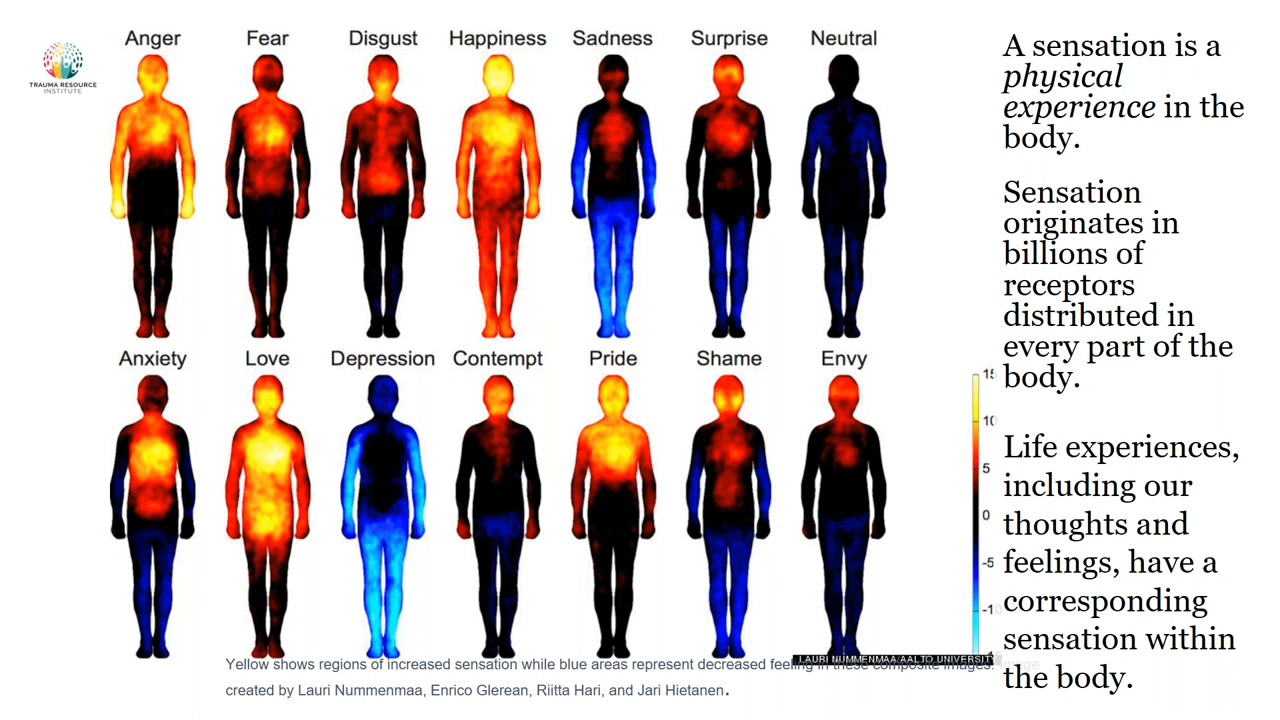 TRAUMA RESOURCE
INSTITUTE
Anger Fear Disgust Happiness Sadness Surprise Neutral
Anxiety Love Depression Contempt Pride Shame Envy
15
10
5
0
-5
-10
Yellow shows regions of increased sensation while blue areas represent decreased feeling in these composite images. Image
created by Lauri Nummenmaa, Enrico Glerean, Riitta Hari, and Jari Hietanen.
LAURI NUMMENMAA/AALTO UNIVERSITY
A sensation is a
physical
experience in the
body.
Sensation
originates in
billions of
receptors
distributed in
every part of the
body.
Life experiences,
including our
thoughts and
feelings, have a
corresponding
sensation within
the body.